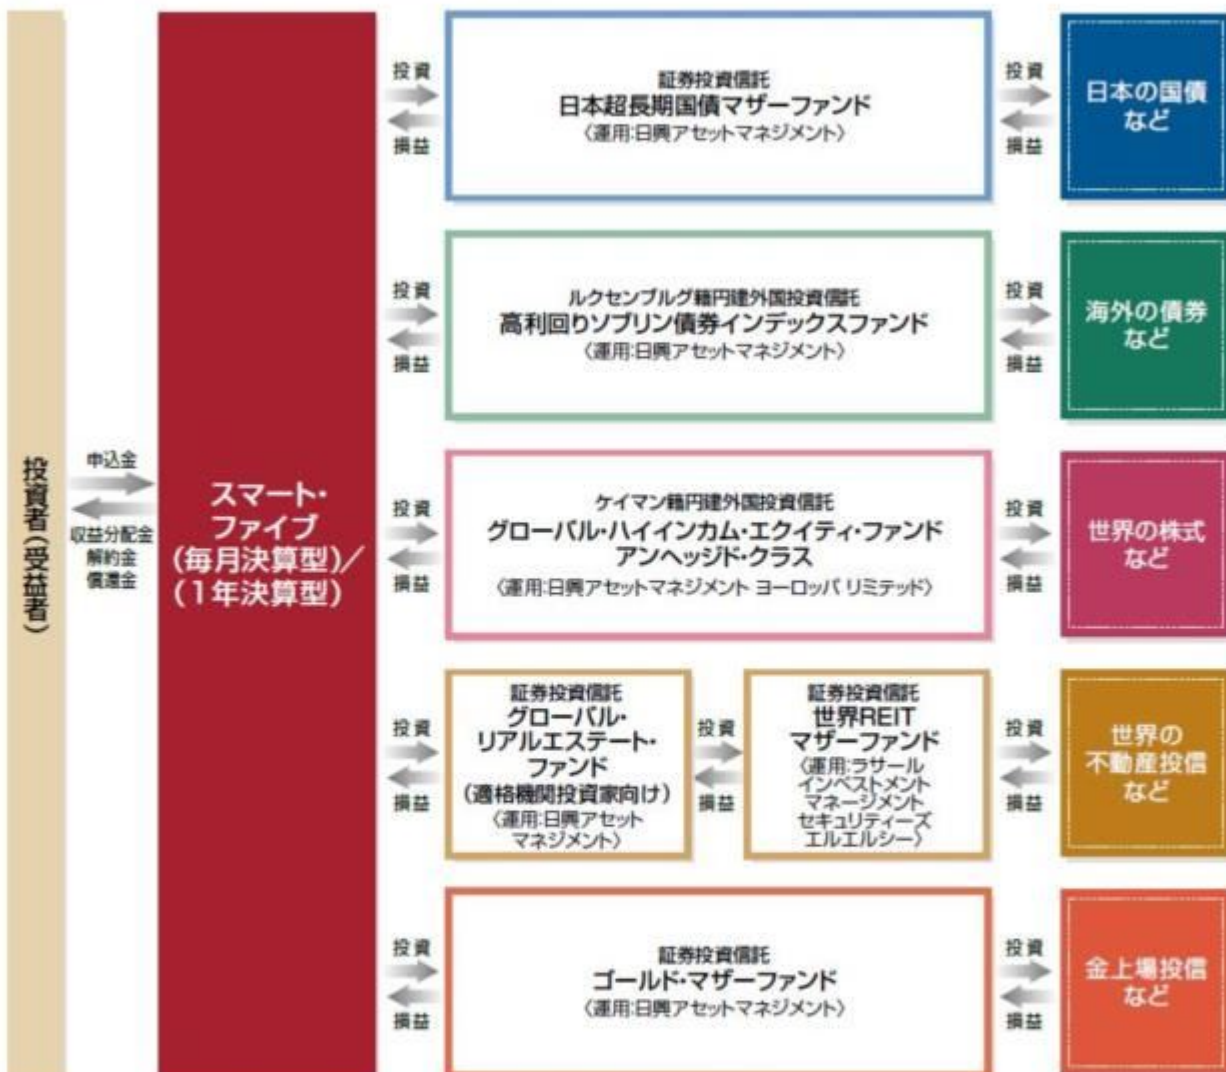 投資者(受益者)
申込金
収益分配金
解約金
償還金
スマート・
ファイブ
(毎月決算型)/
(1年決算型)
投資
損益
証券投資信託
日本超長期国債マザーファンド
〈運用:日興アセットマネジメント〉
投資
損益
日本の国債
など
投資
損益
ルクセンブルグ籍円建外国投資信託
高利回りソブリン債券インデックスファンド
〈運用:日興アセットマネジメント〉
投資
損益
海外の債券
など
投資
損益
ケイマン籍円建外国投資信託
グローバル・ハイインカム・エクイティ・ファンド
アンヘッジド・クラス
〈運用:日興アセットマネジメント ヨーロッパ リミテッド〉
投資
損益
世界の株式
など
投資
損益
証券投資信託
グローバル・
リアルエステート・
ファンド
(適格機関投資家向け)
〈運用:日興アセット
マネジメント〉
投資
損益
証券投資信託
世界REIT
マザーファンド
〈運用:ラサール
インベストメント
マネージメント
セキュリティーズ
エルエルシー〉
投資
損益
世界の
不動産投信
など
投資
損益
証券投資信託
ゴールド・マザーファンド
〈運用:日興アセットマネジメント〉
投資
損益
金上場投信
など